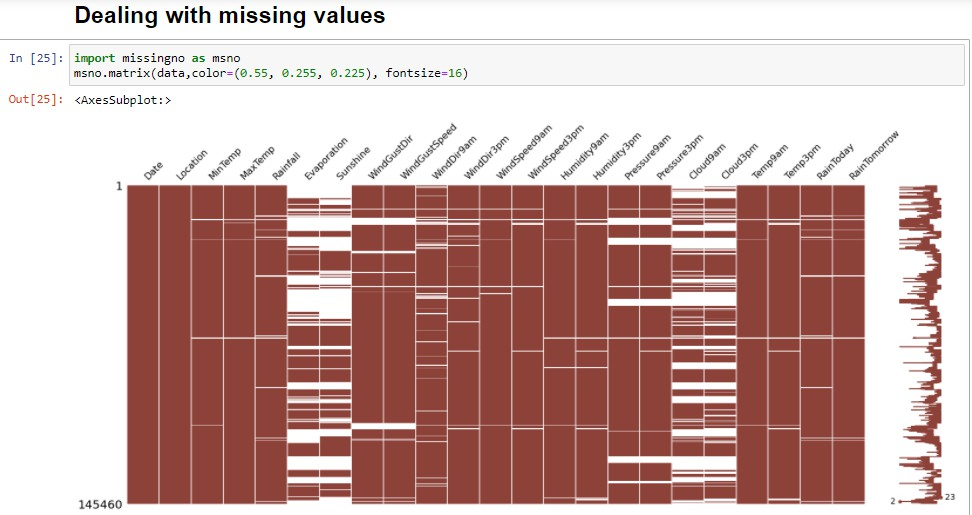 Dealing with missing values
In [25]: import missingno as msno
msno.matrix(data,color=(0.55, 0.255, 0.225), fontsize=16)
Out[25]: <AxesSubplot:>
Date
Location
MinTemp
MaxTemp
Rainfall
Evaporation
Sunshine
WindGustDir
WindGustSpeed
WindDir9am
WindDir3pm
WindSpeed9am
WindSpeed3pm
Humidity9am
Humidity3pm
Pressure9am
Pressure3pm
Cloud9am
Cloud3pm
Temp9am
Temp3pm
RainToday
RainTomorrow
1
145460
2
23